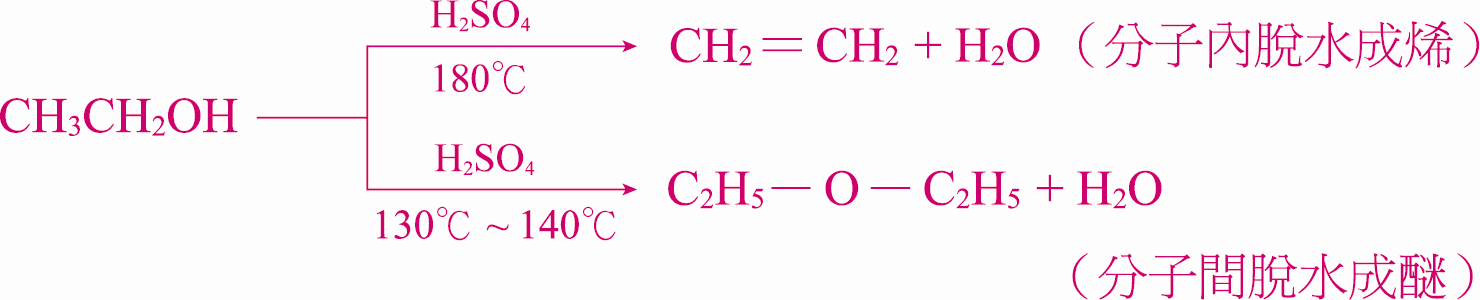 H₂SO₄
CH₂＝CH₂ + H₂O（分子內脫水成烯）
180℃
CH₃CH₂OH
H₂SO₄
C₂H₅－O－C₂H₅ + H₂O
130℃ ~ 140℃
（分子間脫水成醚）